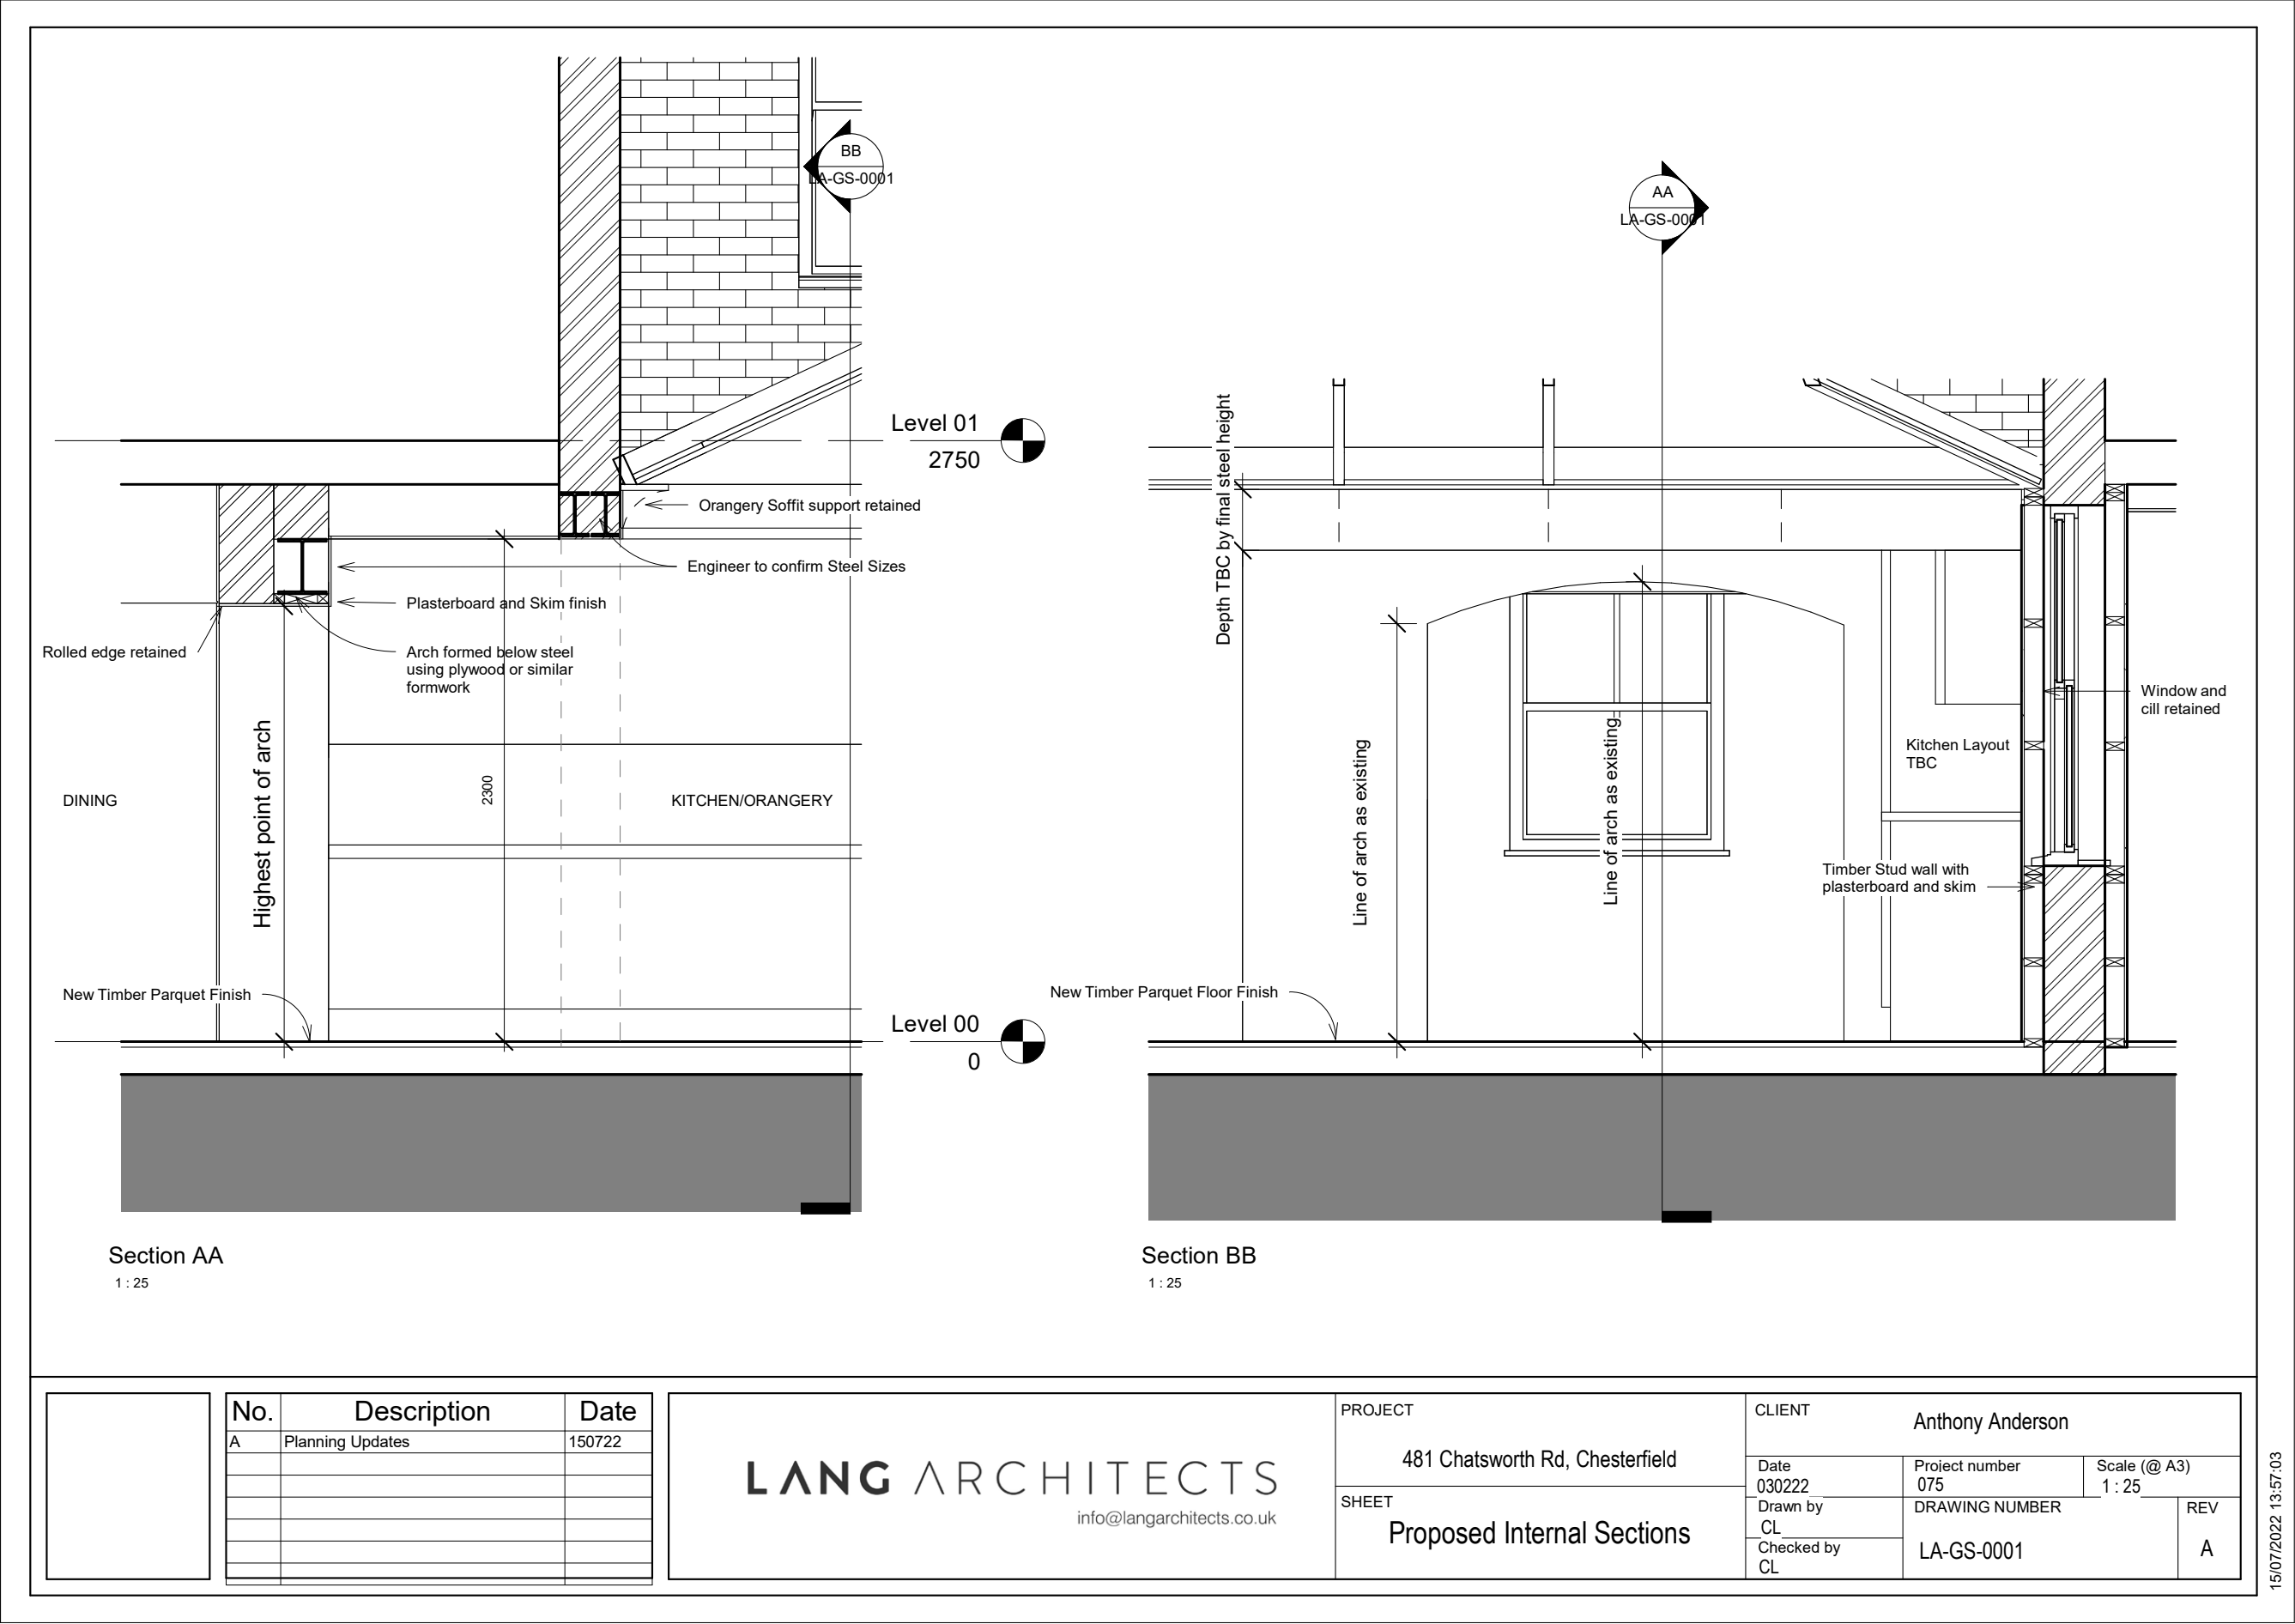 BB
LA-GS-0001
AA
LA-GS-0001
Level 01
2750
Orangery Soffit support retained
Engineer to confirm Steel Sizes
Plasterboard and Skim finish
Rolled edge retained
Arch formed below steel
using plywood or similar
formwork
Highest point of arch
2300
DINING
KITCHEN/ORANGERY
New Timber Parquet Finish
Level 00
0
Depth TBC by final steel height
Line of arch as existing
Line of arch as existing
Window and
cill retained
Kitchen Layout
TBC
Timber Stud wall with
plasterboard and skim
New Timber Parquet Floor Finish
Section AA
1 : 25
Section BB
1 : 25
No. Description Date
A Planning Updates 150722
LANG ARCHITECTS
info@langarchitects.co.uk
PROJECT
481 Chatsworth Rd, Chesterfield
SHEET
Proposed Internal Sections
CLIENT
Anthony Anderson
Date
030222
Project number
075
Scale (@ A3)
1 : 25
Drawn by
CL
Checked by
CL
DRAWING NUMBER
LA-GS-0001
REV
A
15/07/2022 13:57:03